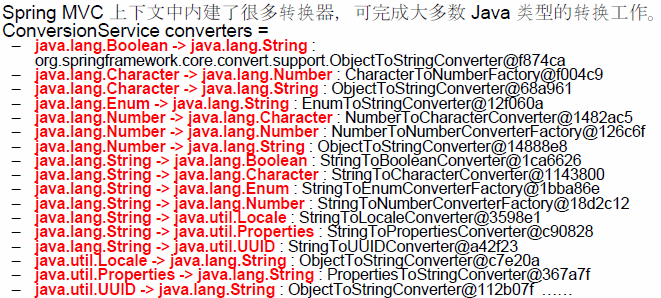 Spring MVC 上下文中内建了很多转换器，可完成大多数 Java 类型的转换工作。
ConversionService converters =
– java.lang.Boolean -> java.lang.String :
org.springframework.core.convert.support.ObjectToStringConverter@f874ca
– java.lang.Character -> java.lang.Number : CharacterToNumberFactory@f004c9
– java.lang.Character -> java.lang.String : ObjectToStringConverter@68a961
– java.lang.Enum -> java.lang.String : EnumToStringConverter@12f060a
– java.lang.Number -> java.lang.Character : NumberToCharacterConverter@1482ac5
– java.lang.Number -> java.lang.Number : NumberToNumberConverterFactory@126c6f
– java.lang.Number -> java.lang.String : ObjectToStringConverter@14888e8
– java.lang.String -> java.lang.Boolean : StringToBooleanConverter@1ca6626
– java.lang.String -> java.lang.Character : StringToCharacterConverter@1143800
– java.lang.String -> java.lang.Enum : StringToEnumConverterFactory@1bba86e
– java.lang.String -> java.lang.Number : StringToNumberConverterFactory@18d2c12
– java.lang.String -> java.util.Locale : StringToLocaleConverter@3598e1
– java.lang.String -> java.util.Properties : StringToPropertiesConverter@c90828
– java.lang.String -> java.util.UUID : StringToUUIDConverter@a42f23
– java.util.Locale -> java.lang.String : ObjectToStringConverter@c7e20a
– java.util.Properties -> java.lang.String : PropertiesToStringConverter@367a7f
– java.util.UUID -> java.lang.String : ObjectToStringConverter@112b07f ……